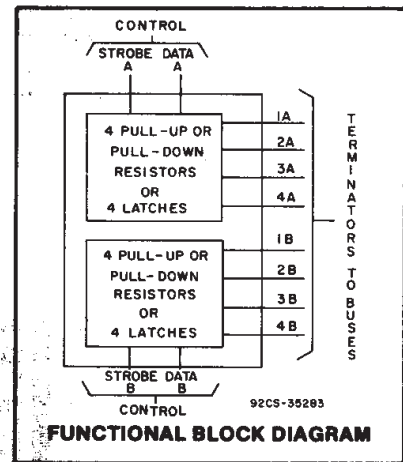 CONTROL
STROBE DATA
A A
4 PULL-UP OR
PULL-DOWN
RESISTORS
OR
4 LATCHES
1A
2A
3A
4A
4 PULL-UP OR
PULL-DOWN
RESISTORS
OR
4 LATCHES
1B
2B
3B
4B
TERMINATORS TO BUSES
STROBE DATA
B B
CONTROL
92CS-35283
FUNCTIONAL BLOCK DIAGRAM